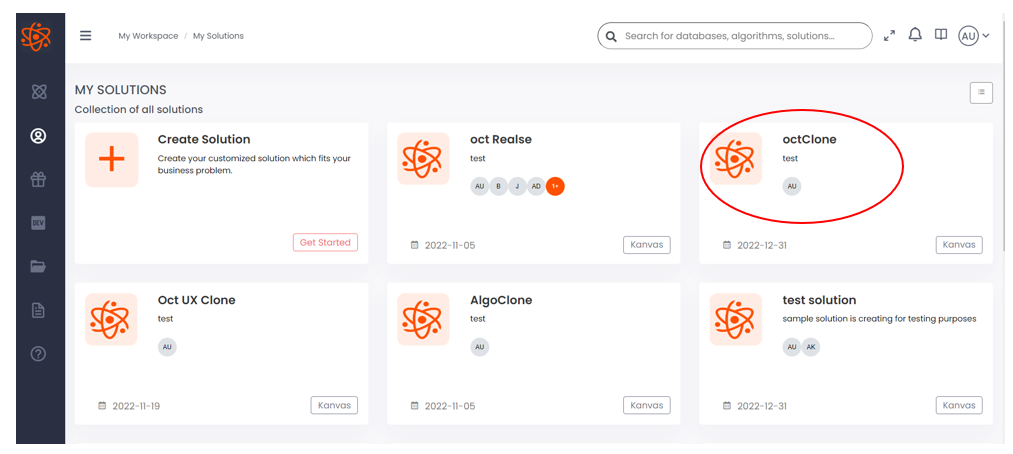 My Workspace / My Solutions
Search for databases, algorithms, solutions...
AU
MY SOLUTIONS
Collection of all solutions
Create Solution
Create your customized solution which fits your
business problem.
Get Started
oct Realse
test
AU B J AD 1+
2022-11-05
Kanvas
octClone
test
AU
2022-12-31
Kanvas
DEV
Oct UX Clone
test
AU
2022-11-19
Kanvas
AlgoClone
test
AU
2022-11-05
Kanvas
test solution
sample solution is creating for testing purposes
AU AK
2022-12-31
Kanvas